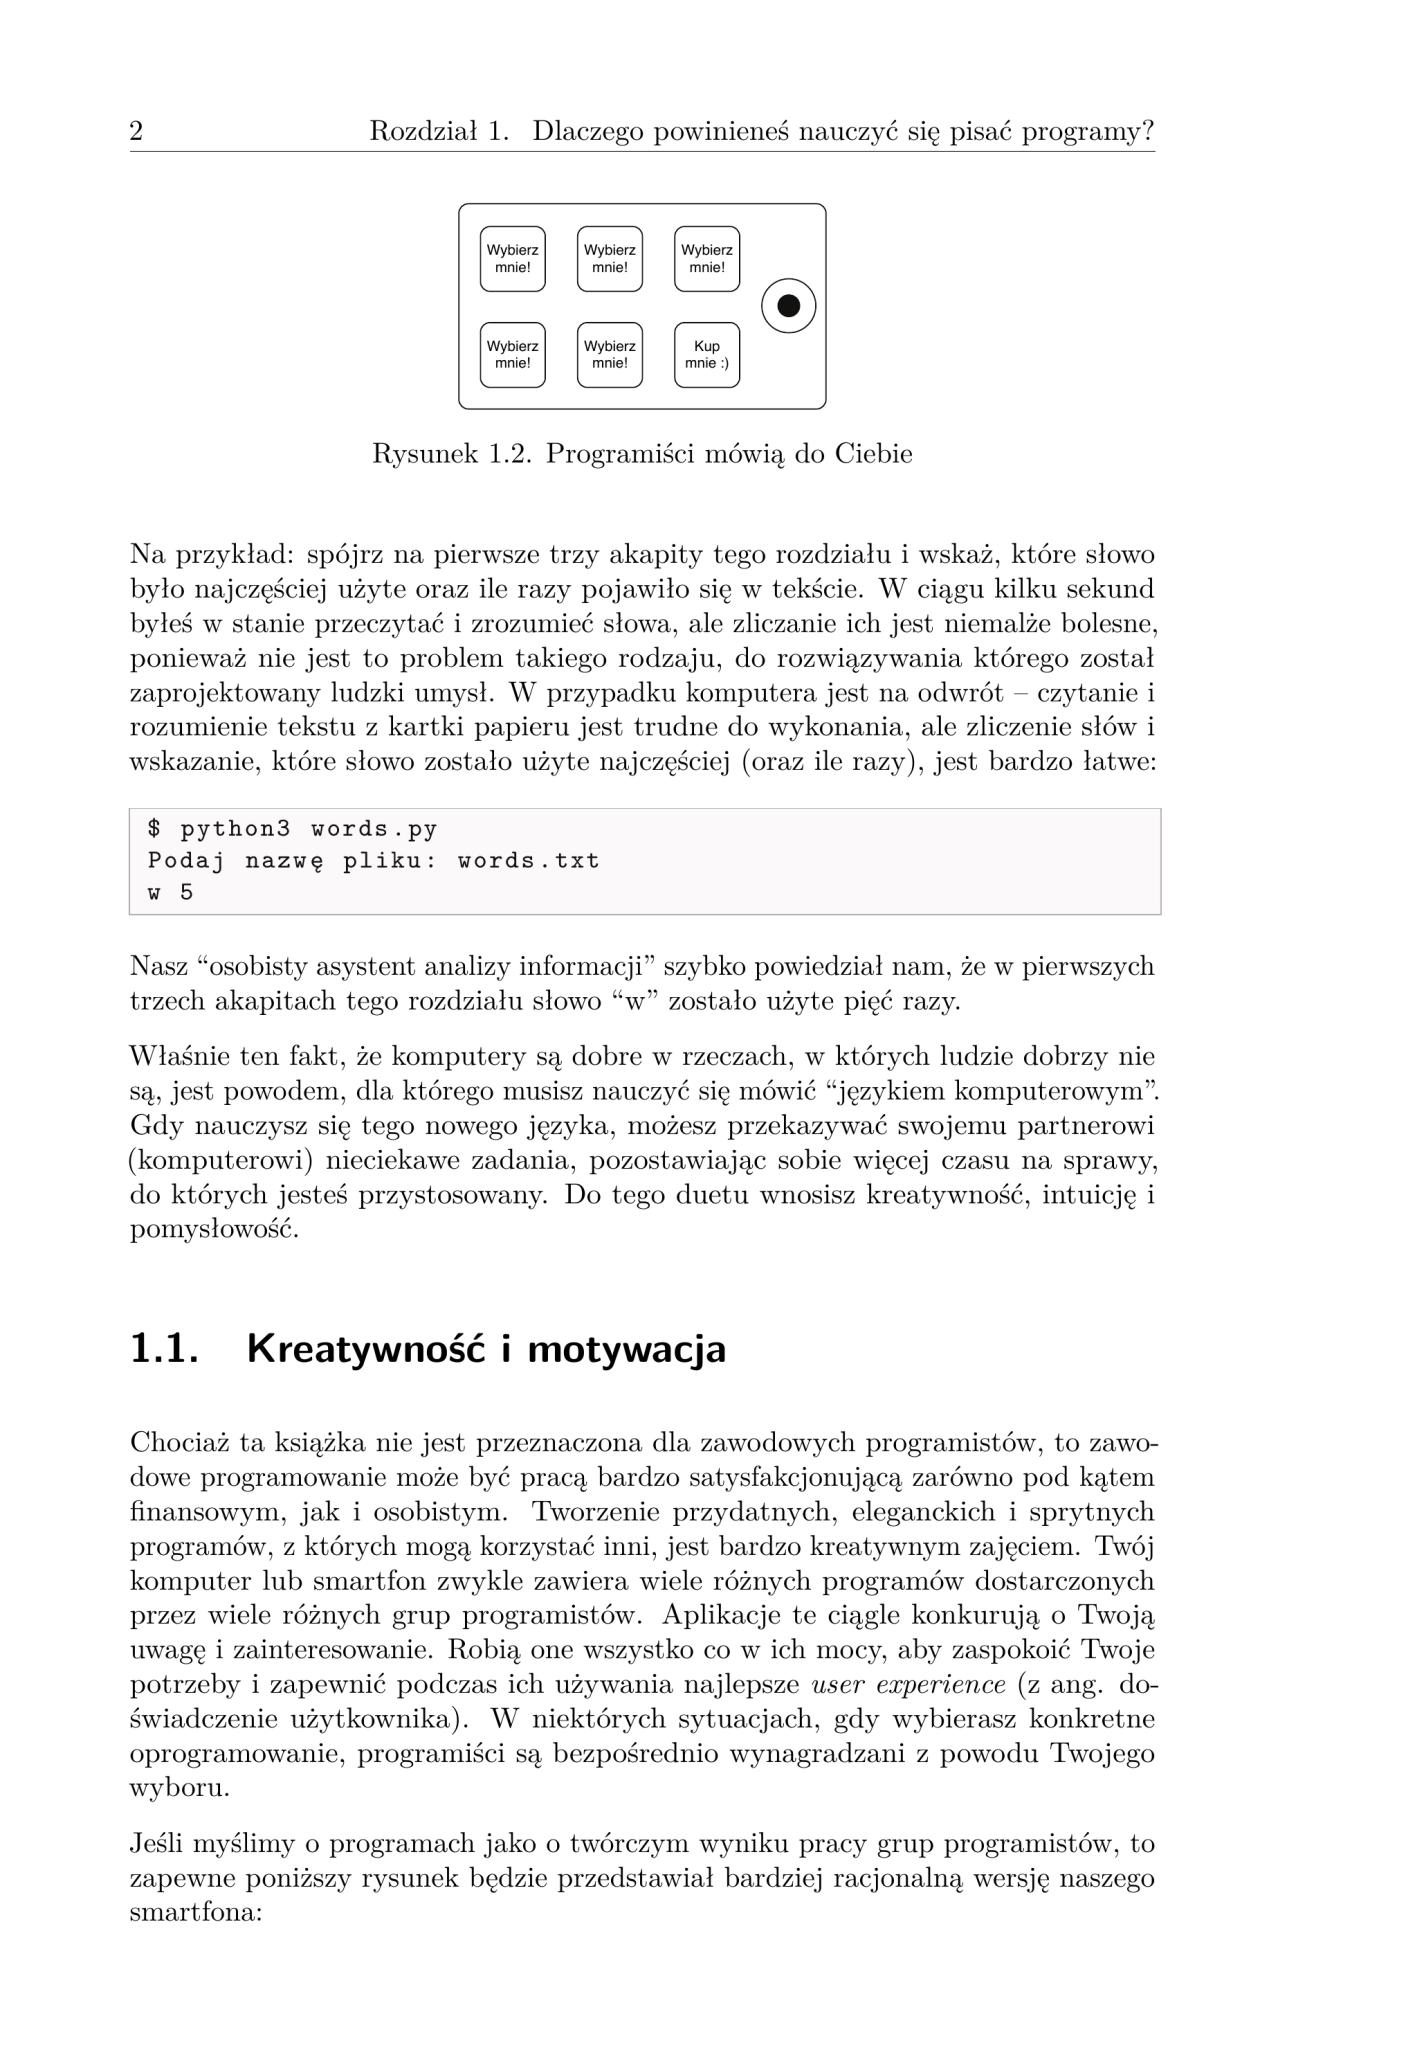 2 Rozdział 1. Dlaczego powinieneś nauczyć się pisać programy?
Wybierz mnie! Wybierz mnie! Wybierz mnie!
Wybierz mnie! Wybierz mnie! Kup mnie :)
Rysunek 1.2. Programiści mówią do Ciebie
Na przykład: spójrz na pierwsze trzy akapity tego rozdziału i wskaż, które słowo
było najczęściej użyte oraz ile razy pojawiło się w tekście. W ciągu kilku sekund
byłeś w stanie przeczytać i zrozumieć słowa, ale zliczanie ich jest niemalże bolesne,
ponieważ nie jest to problem takiego rodzaju, do rozwiązywania którego został
zaprojektowany ludzki umysł. W przypadku komputera jest na odwrót – czytanie i
rozumienie tekstu z kartki papieru jest trudne do wykonania, ale zliczenie słów i
wskazanie, które słowo zostało użyte najczęściej (oraz ile razy), jest bardzo łatwe:
$ python3 words.py
Podaj nazwę pliku: words.txt
w 5
Nasz “osobisty asystent analizy informacji” szybko powiedział nam, że w pierwszych
trzech akapitach tego rozdziału słowo “w” zostało użyte pięć razy.
Właśnie ten fakt, że komputery są dobre w rzeczach, w których ludzie dobrzy nie
są, jest powodem, dla którego musisz nauczyć się mówić “językiem komputerowym”.
Gdy nauczysz się tego nowego języka, możesz przekazywać swojemu partnerowi
(komputerowi) nieciekawe zadania, pozostawiając sobie więcej czasu na sprawy,
do których jesteś przystosowany. Do tego duetu wnosisz kreatywność, intuicję i
pomysłowość.
1.1. Kreatywność i motywacja
Chociaż ta książka nie jest przeznaczona dla zawodowych programistów, to zawo-
dowe programowanie może być pracą bardzo satysfakcjonującą zarówno pod kątem
finansowym, jak i osobistym. Tworzenie przydatnych, eleganckich i sprytnych
programów, z których mogą korzystać inni, jest bardzo kreatywnym zajęciem. Twój
komputer lub smartfon zwykle zawiera wiele różnych programów dostarczonych
przez wiele różnych grup programistów. Aplikacje te ciągle konkurują o Twoją
uwagę i zainteresowanie. Robią one wszystko co w ich mocy, aby zaspokoić Twoje
potrzeby i zapewnić podczas ich używania najlepsze user experience (z ang. do-
świadczenie użytkownika). W niektórych sytuacjach, gdy wybierasz konkretne
oprogramowanie, programiści są bezpośrednio wynagradzani z powodu Twojego
wyboru.
Jeśli myślimy o programach jako o twórczym wyniku pracy grup programistów, to
zapewne poniższy rysunek będzie przedstawiał bardziej racjonalną wersję naszego
smartfona: